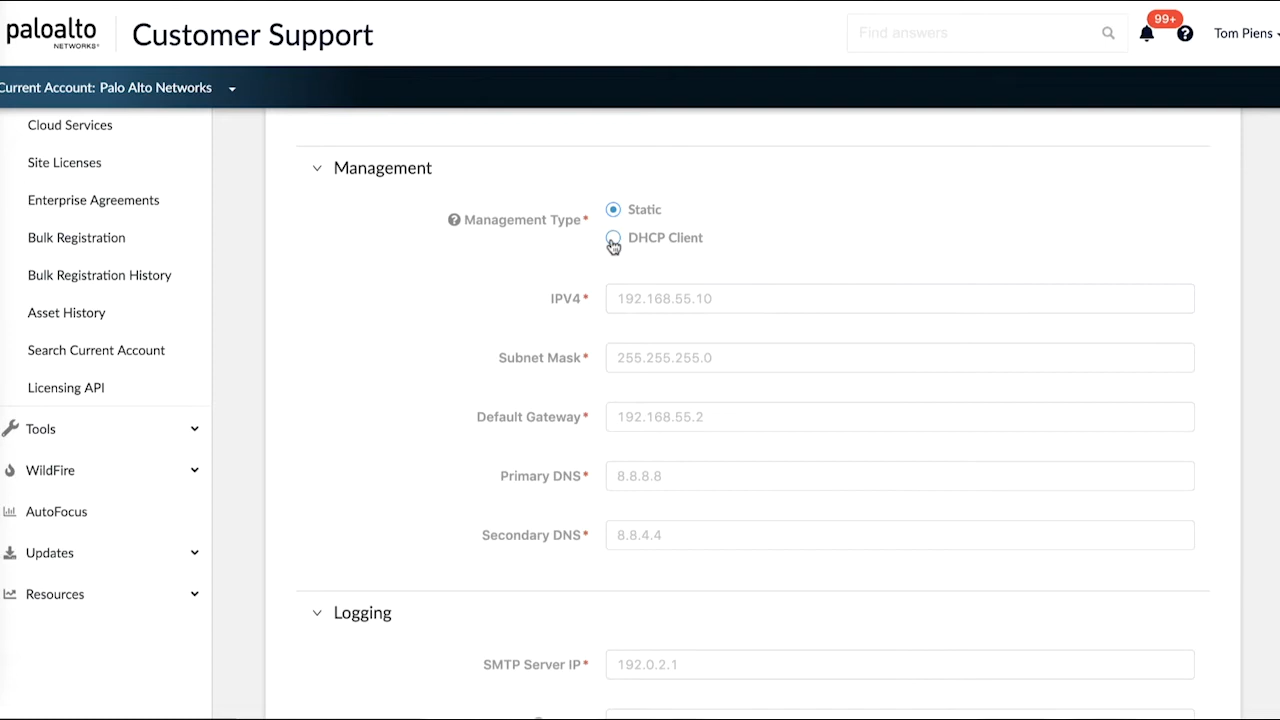 paloalto
NETWORKS
Customer Support
Find answers
99+
Tom Piens
Current Account: Palo Alto Networks
Cloud Services
Site Licenses
Enterprise Agreements
Bulk Registration
Bulk Registration History
Asset History
Search Current Account
Licensing API
Tools
WildFire
AutoFocus
Updates
Resources
Management
Management Type*
Static
DHCP Client
IPV4*
192.168.55.10
Subnet Mask*
255.255.255.0
Default Gateway*
192.168.55.2
Primary DNS*
8.8.8.8
Secondary DNS*
8.8.4.4
Logging
SMTP Server IP*
192.0.2.1